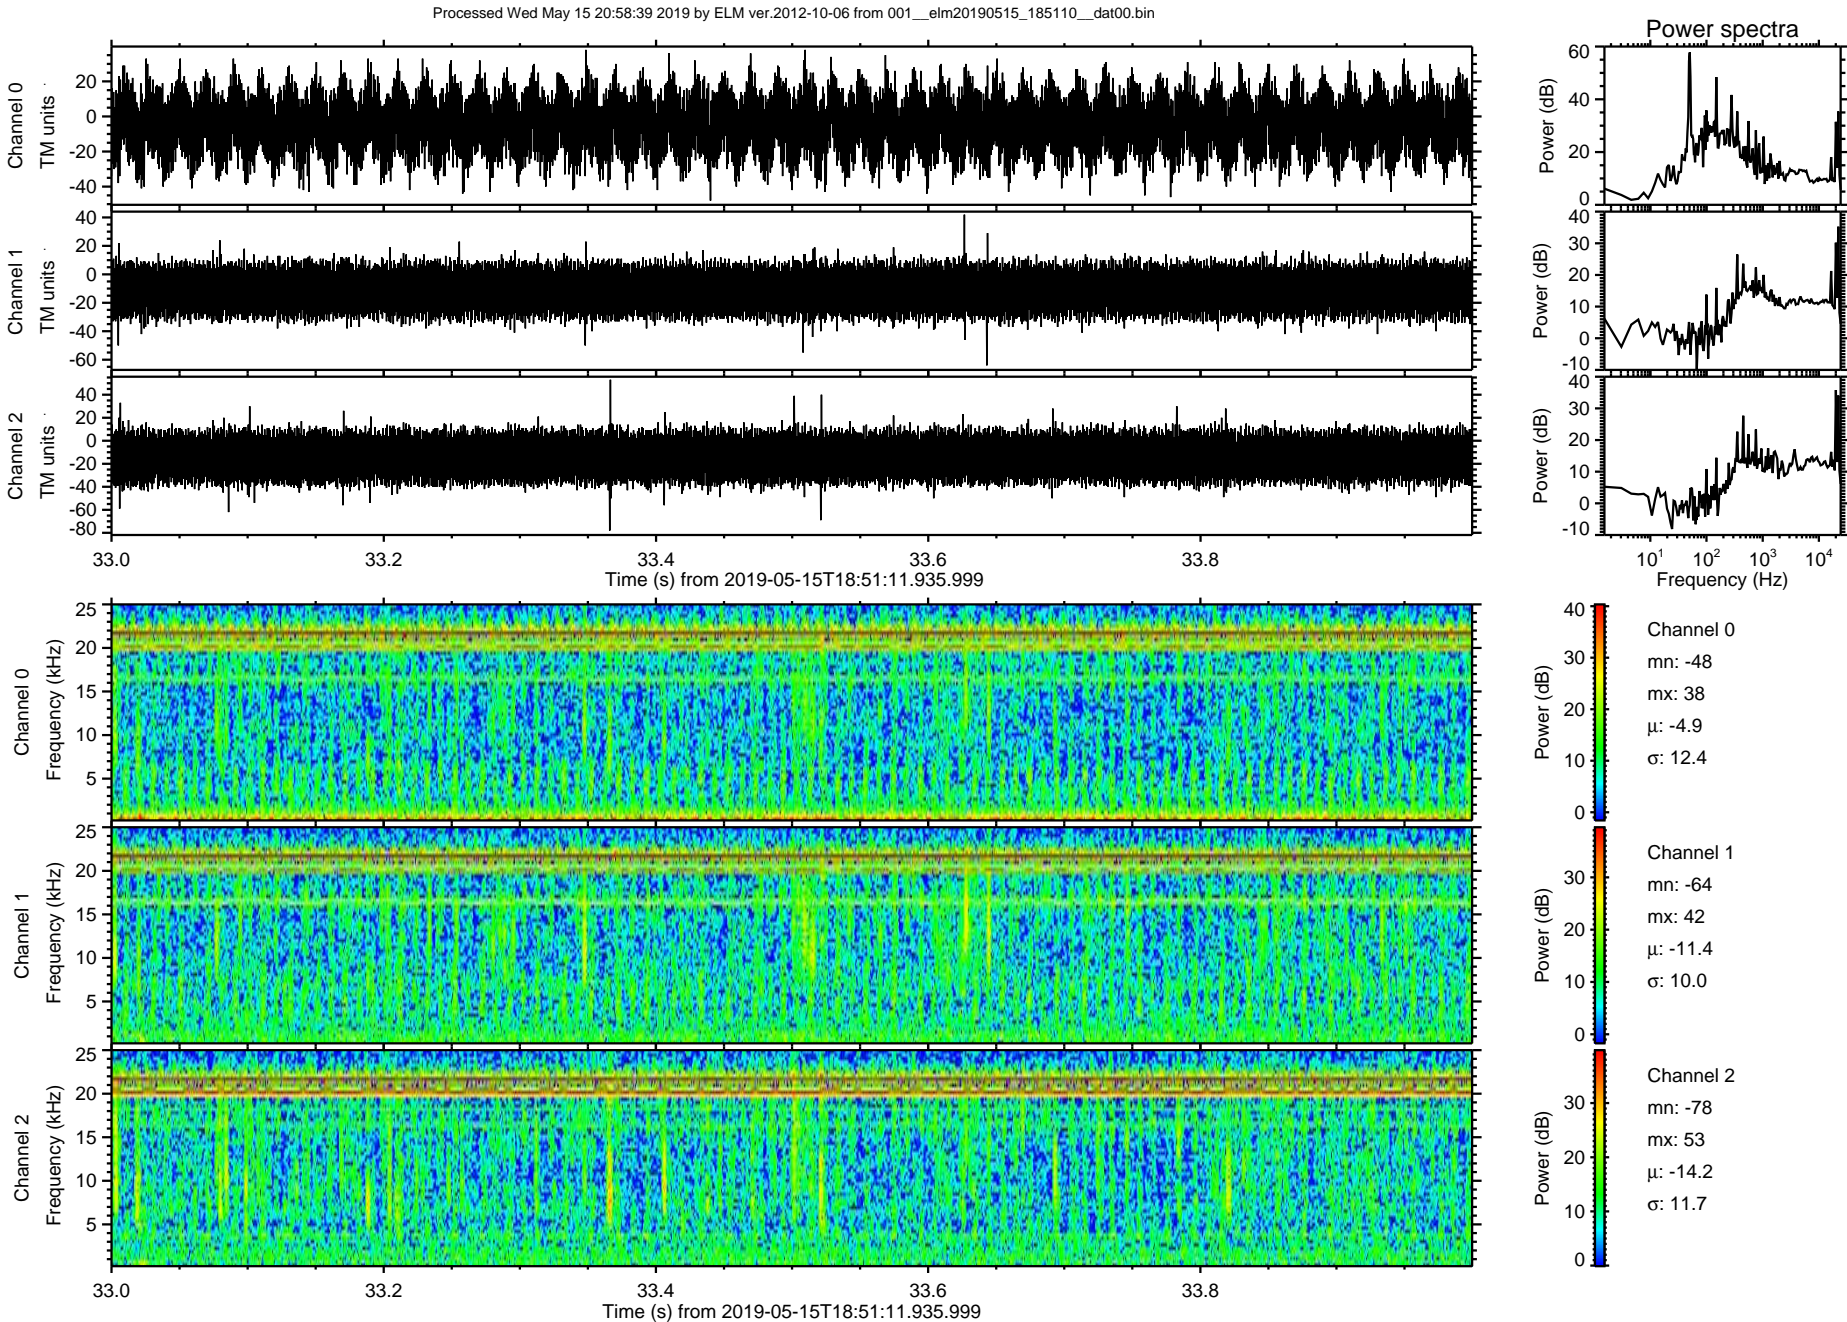 Processed Wed May 15 20:58:39 2019 by ELM ver.2012-10-06 from 001__elm20190515_185110__dat00.bin
Power spectra
Channel 0
TM units
20
0
-20
-40
Power (dB)
60
40
20
0
Channel 1
TM units
40
20
0
-20
-40
-60
Power (dB)
40
30
20
10
0
-10
Channel 2
TM units
40
20
0
-20
-40
-60
-80
Power (dB)
40
30
20
10
0
-10
33.0 33.2 33.4 33.6 33.8
Time (s) from 2019-05-15T18:51:11.935.999
10¹ 10² 10³ 10⁴
Frequency (Hz)
Channel 0
Frequency (kHz)
25
20
15
10
5
Power (dB)
40
30
20
10
0
Channel 0
mn: -48
mx: 38
μ: -4.9
σ: 12.4
Channel 1
Frequency (kHz)
25
20
15
10
5
Power (dB)
30
20
10
0
Channel 1
mn: -64
mx: 42
μ: -11.4
σ: 10.0
Channel 2
Frequency (kHz)
25
20
15
10
5
Power (dB)
30
20
10
0
Channel 2
mn: -78
mx: 53
μ: -14.2
σ: 11.7
33.0 33.2 33.4 33.6 33.8
Time (s) from 2019-05-15T18:51:11.935.999